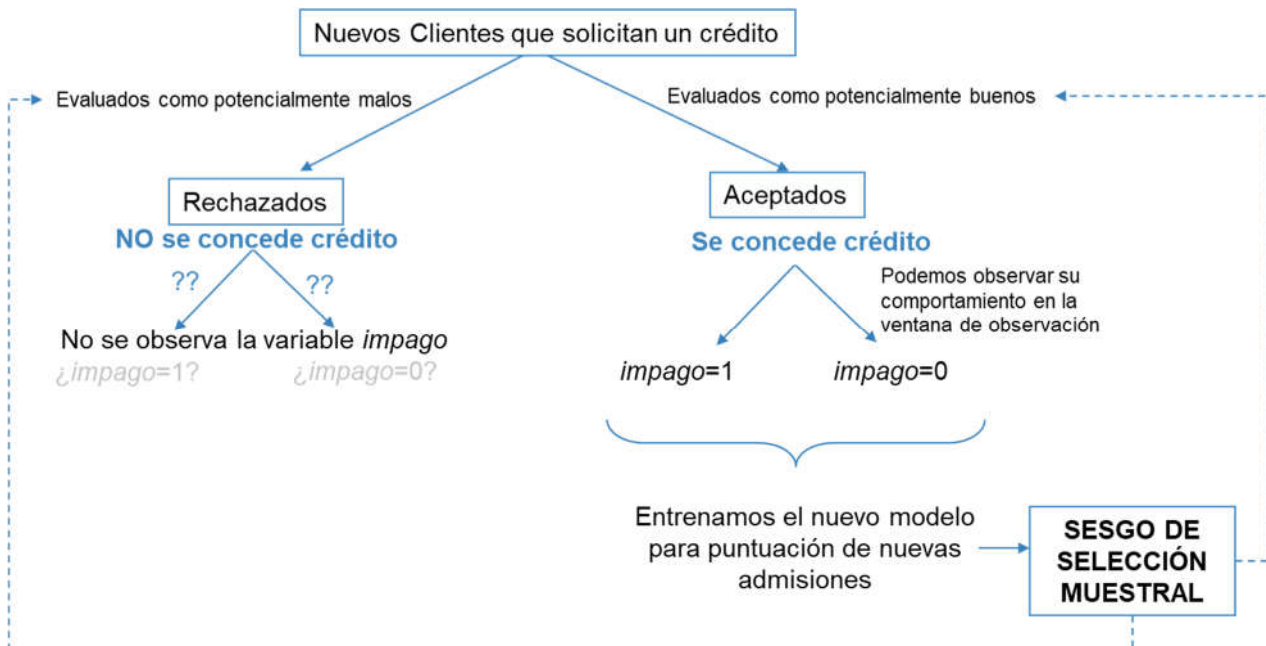 Nuevos Clientes que solicitan un crédito
Evaluados como potencialmente malos
Evaluados como potencialmente buenos
Rechazados
NO se concede crédito
??
??
No se observa la variable impago
¿impago=1?
¿impago=0?
Aceptados
Se concede crédito
Podemos observar su
comportamiento en la
ventana de observación
impago=1
impago=0
Entrenamos el nuevo modelo
para puntuación de nuevas
admisiones
SESGO DE
SELECCIÓN
MUESTRAL